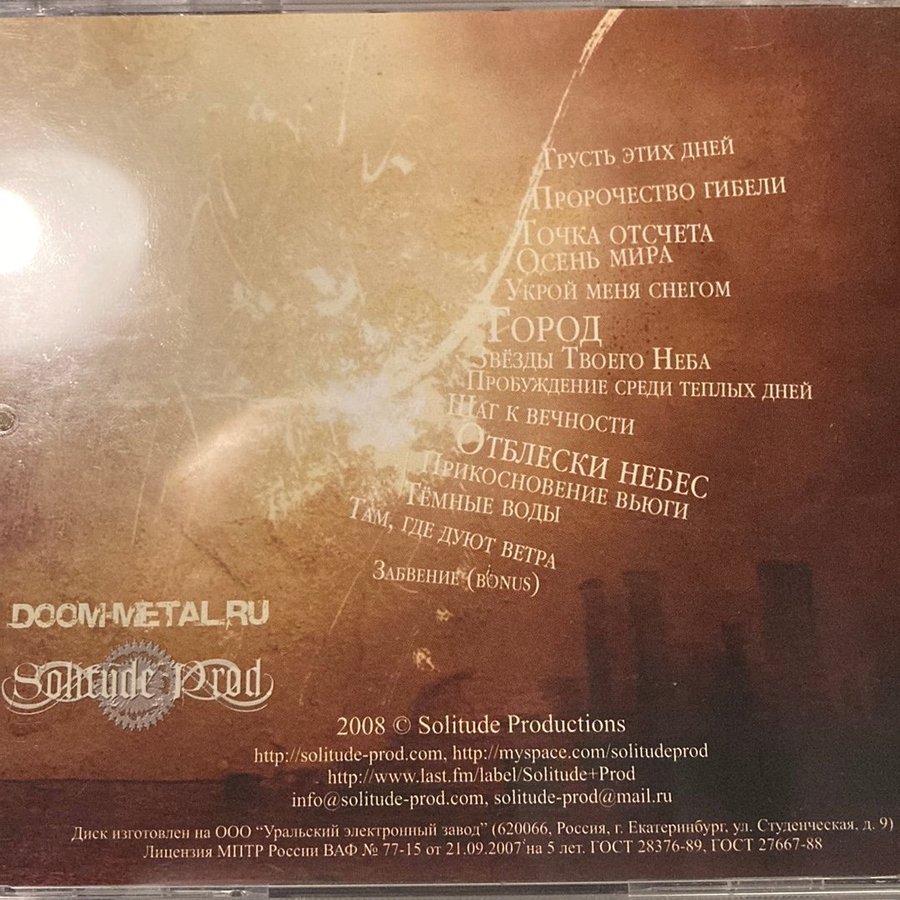 Грусть этих дней
Пророчество гибели
Точка отсчета
Осень мира
Укрой меня снегом
Город
Звёзды Твоего Неба
Пробуждение среди теплых дней
Шаг к вечности
Отблески небес
Прикосновение вьюги
Тёмные воды
Там, где дуют ветра
Забвение (bonus)
DOOM-METAL.RU
Solitude Prod
2008 © Solitude Productions
http://solitude-prod.com, http://myspace.com/solitudeprod
http://www.last.fm/label/Solitude+Prod
info@solitude-prod.com, solitude-prod@mail.ru
Диск изготовлен на ООО “Уральский электронный завод” (620066, Россия, г. Екатеринбург, ул. Студенческая, д. 9)
Лицензия МПТР России ВАФ № 77-15 от 21.09.2007 на 5 лет. ГОСТ 28376-89, ГОСТ 27667-88